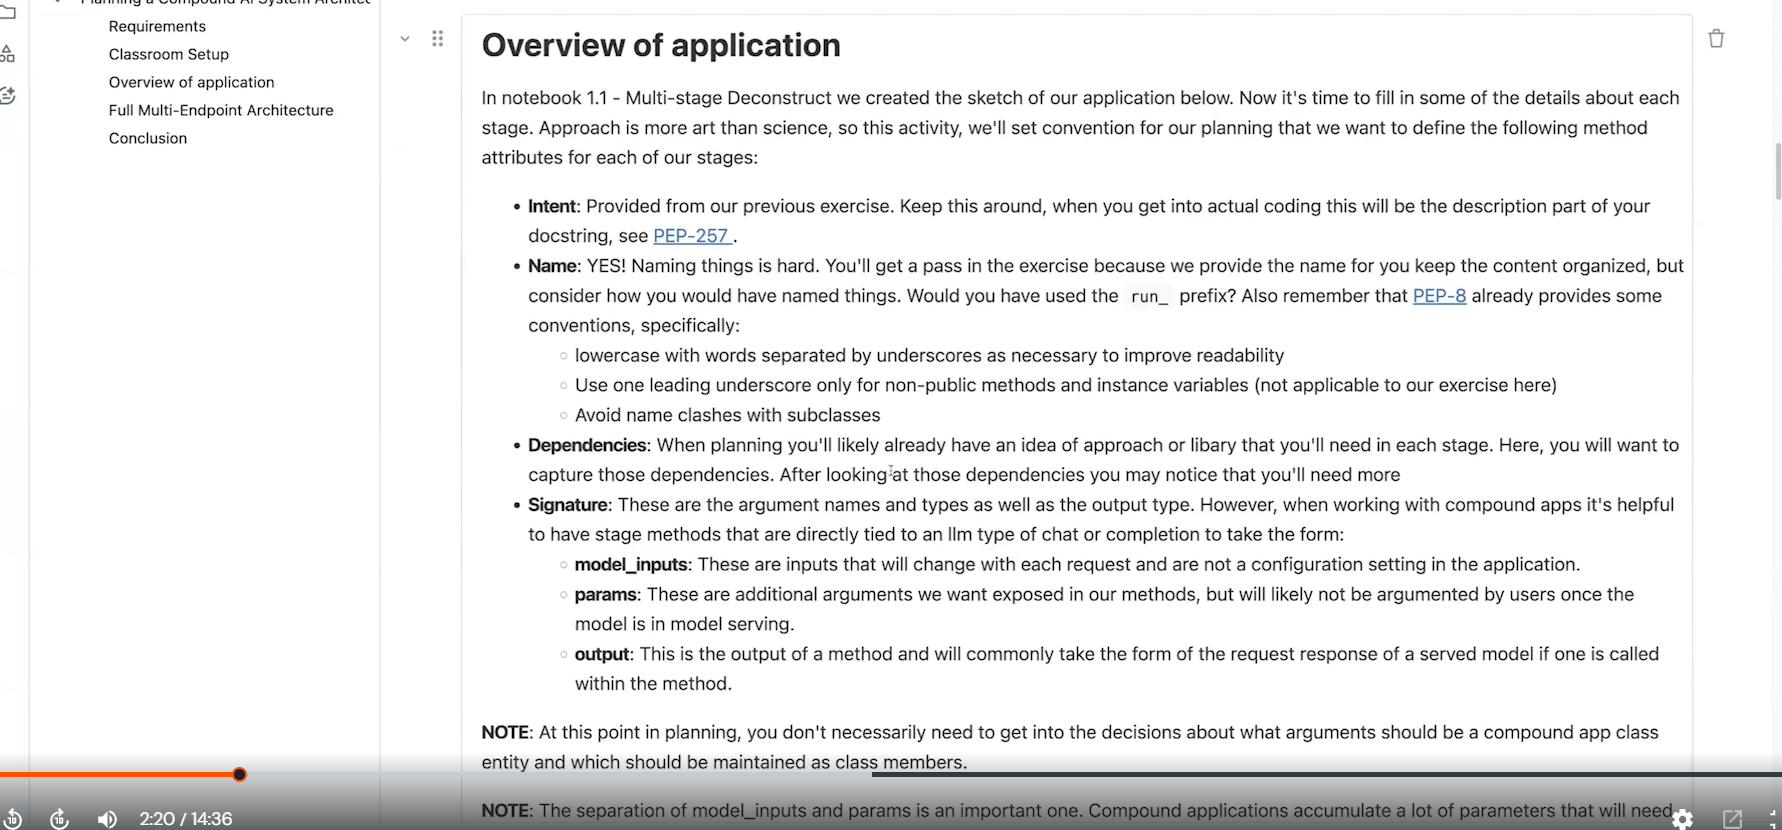 Planning a Compound AI System Architect
Requirements
Classroom Setup
Overview of application
Full Multi-Endpoint Architecture
Conclusion
Overview of application
In notebook 1.1 - Multi-stage Deconstruct we created the sketch of our application below. Now it's time to fill in some of the details about each
stage. Approach is more art than science, so this activity, we'll set convention for our planning that we want to define the following method
attributes for each of our stages:
• Intent: Provided from our previous exercise. Keep this around, when you get into actual coding this will be the description part of your
docstring, see PEP-257 .
• Name: YES! Naming things is hard. You'll get a pass in the exercise because we provide the name for you keep the content organized, but
consider how you would have named things. Would you have used the run_ prefix? Also remember that PEP-8 already provides some
conventions, specifically:
○ lowercase with words separated by underscores as necessary to improve readability
○ Use one leading underscore only for non-public methods and instance variables (not applicable to our exercise here)
○ Avoid name clashes with subclasses
• Dependencies: When planning you'll likely already have an idea of approach or libary that you'll need in each stage. Here, you will want to
capture those dependencies. After looking at those dependencies you may notice that you'll need more
• Signature: These are the argument names and types as well as the output type. However, when working with compound apps it's helpful
to have stage methods that are directly tied to an llm type of chat or completion to take the form:
○ model_inputs: These are inputs that will change with each request and are not a configuration setting in the application.
○ params: These are additional arguments we want exposed in our methods, but will likely not be argumented by users once the
model is in model serving.
○ output: This is the output of a method and will commonly take the form of the request response of a served model if one is called
within the method.
NOTE: At this point in planning, you don't necessarily need to get into the decisions about what arguments should be a compound app class
entity and which should be maintained as class members.
NOTE: The separation of model_inputs and params is an important one. Compound applications accumulate a lot of parameters that will need
10
10
2:20 / 14:36